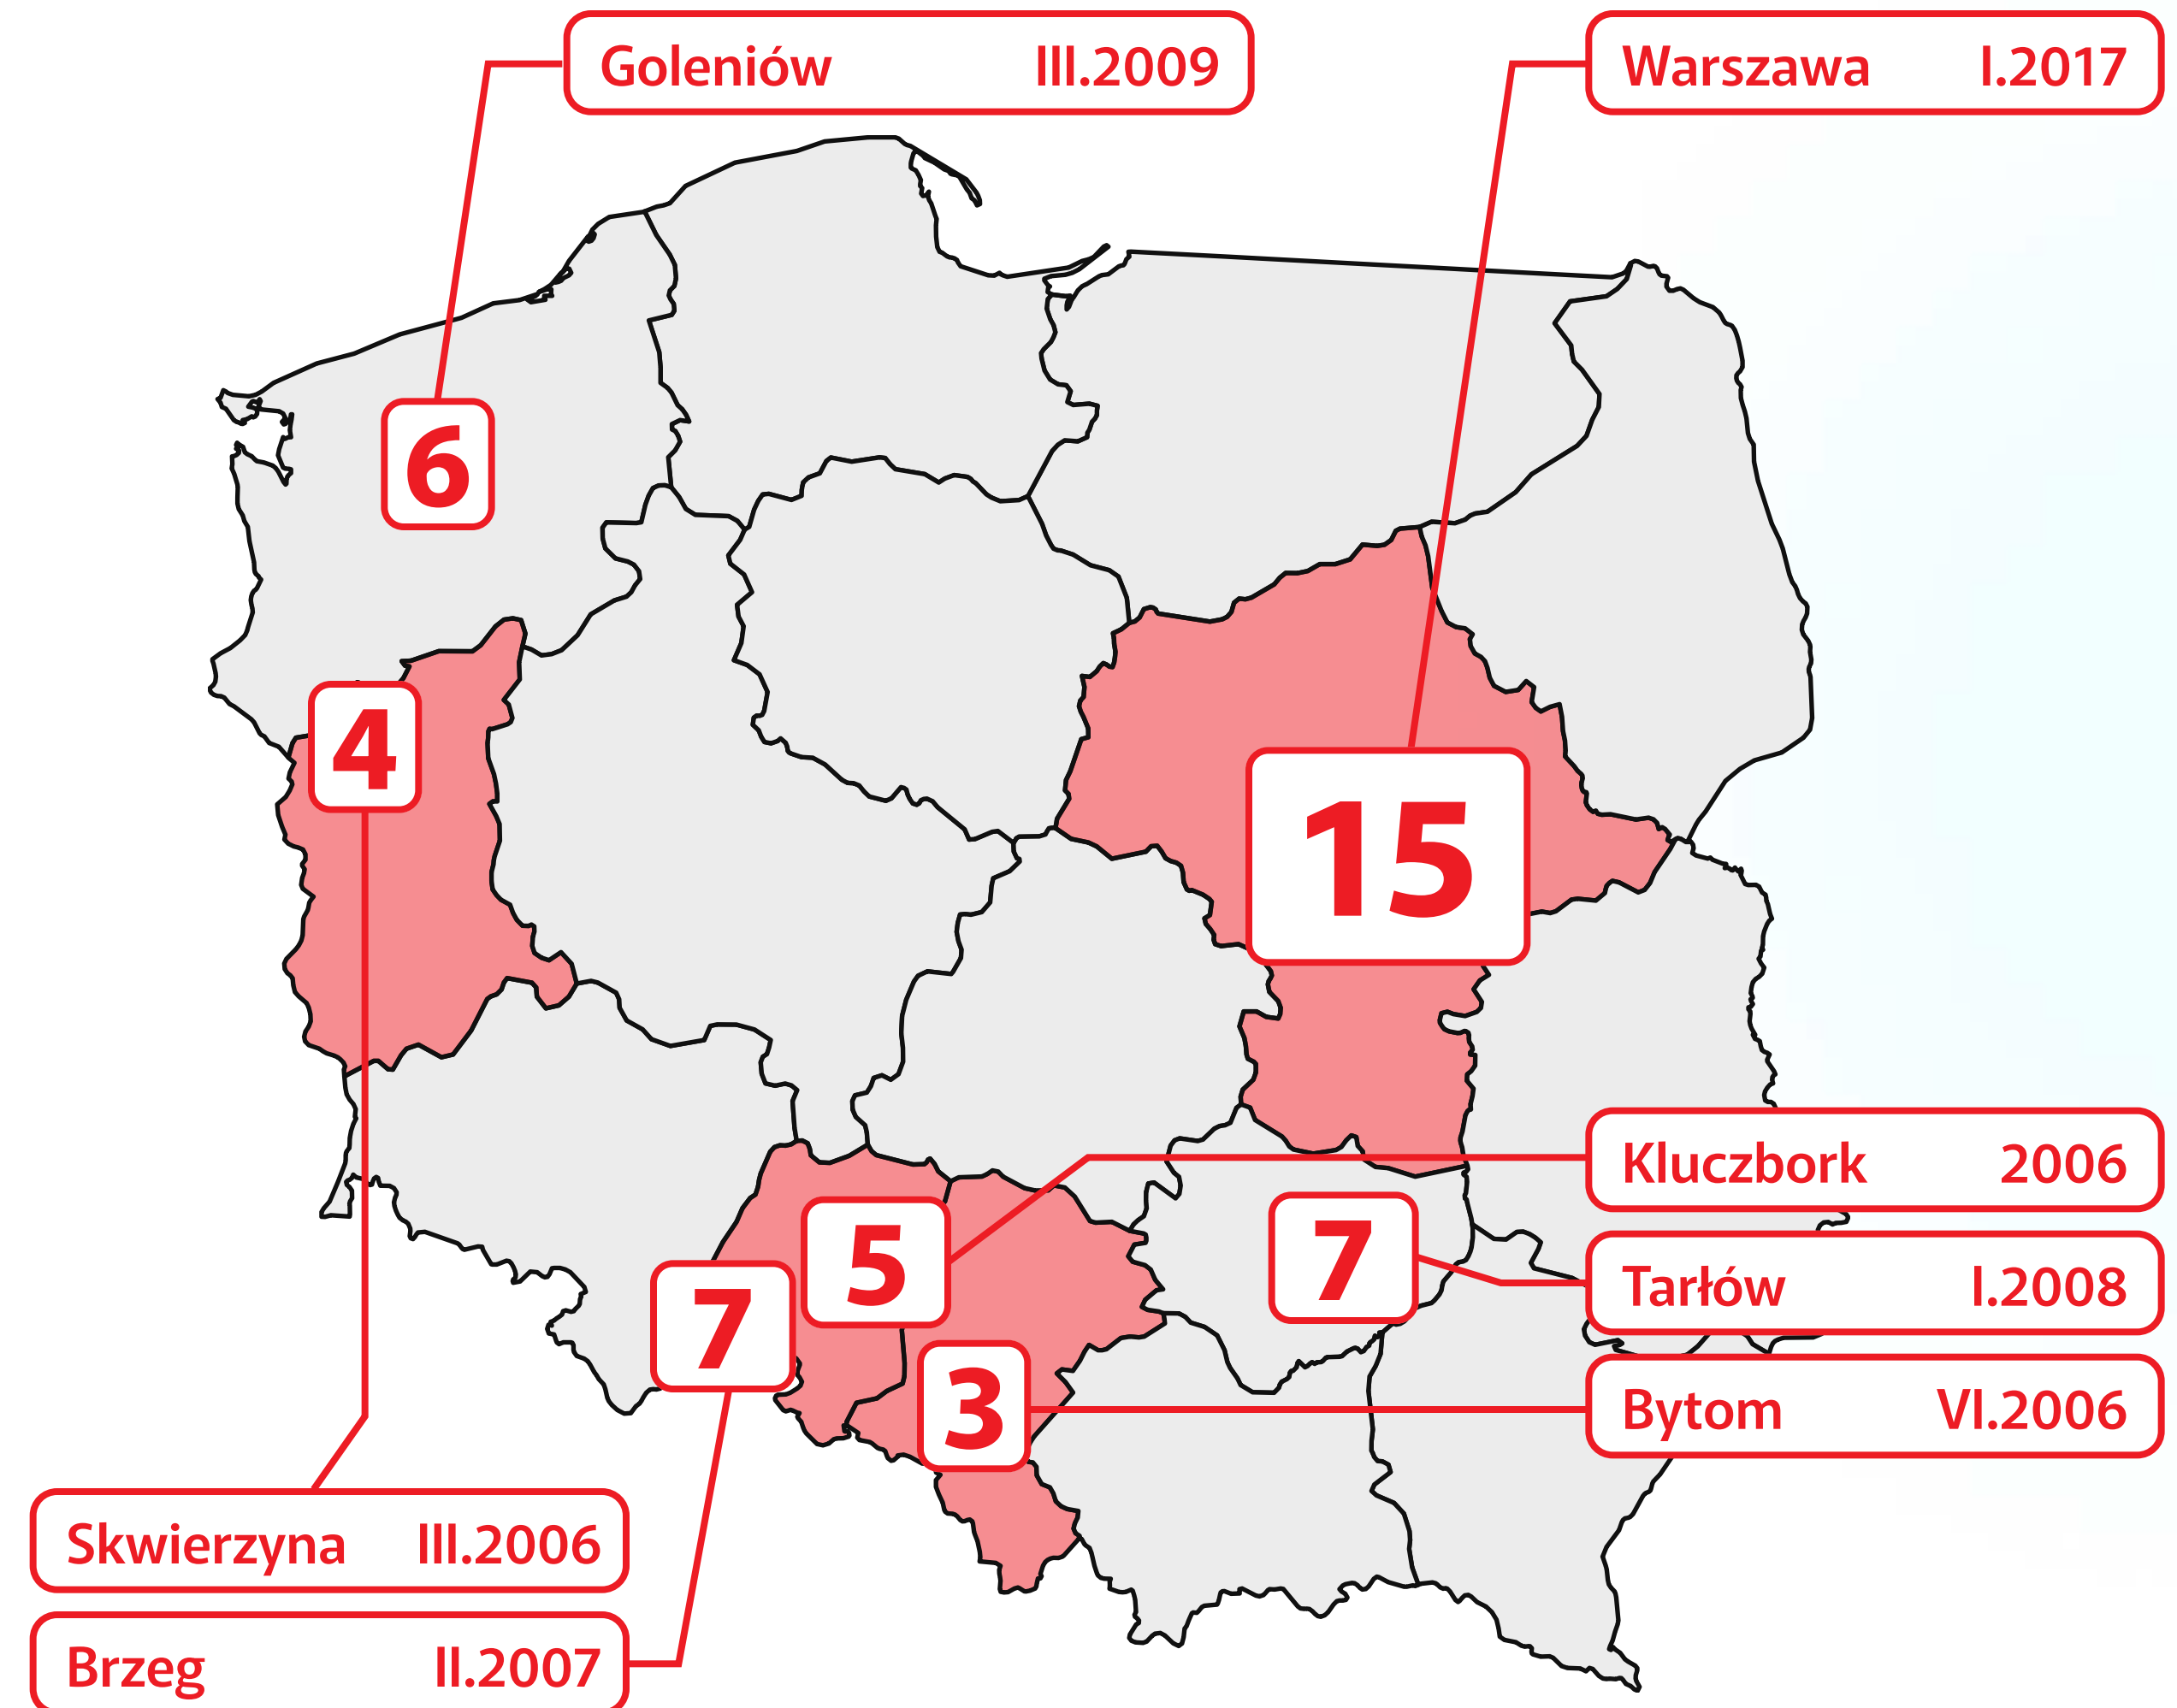 Goleniów III.2009
Warszawa I.2017
6
4
15
Kluczbork 2006
5
7
Tarłów I.2008
7
3
Bytom VI.2006
Skwierzyna III.2006
Brzeg II.2007